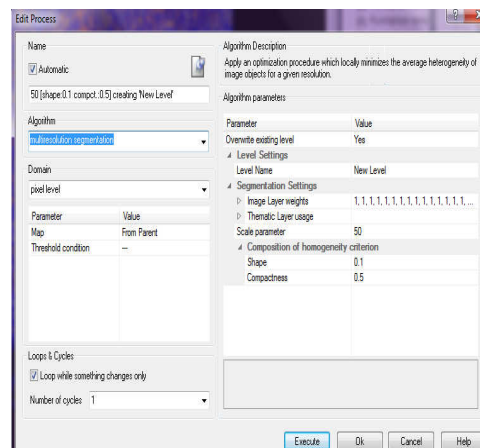 Edit Process
Name
Automatic
50 [shape:0.1 compct.:0.5] creating 'New Level'
Algorithm
multiresolution segmentation
Domain
pixel level
Parameter Value
Map From Parent
Threshold condition ---
Loops & Cycles
Loop while something changes only
Number of cycles 1
Algorithm Description
Apply an optimization procedure which locally minimizes the average heterogeneity of
image objects for a given resolution.
Algorithm parameters
Parameter Value
Overwrite existing level Yes
Level Settings
Level Name New Level
Segmentation Settings
Image Layer weights 1, 1, 1, 1, 1, 1, 1, 1, 1, 1, 1, 1, 1, 1, 1, ...
Thematic Layer usage
Scale parameter 50
Composition of homogeneity criterion
Shape 0.1
Compactness 0.5
Execute Ok Cancel Help